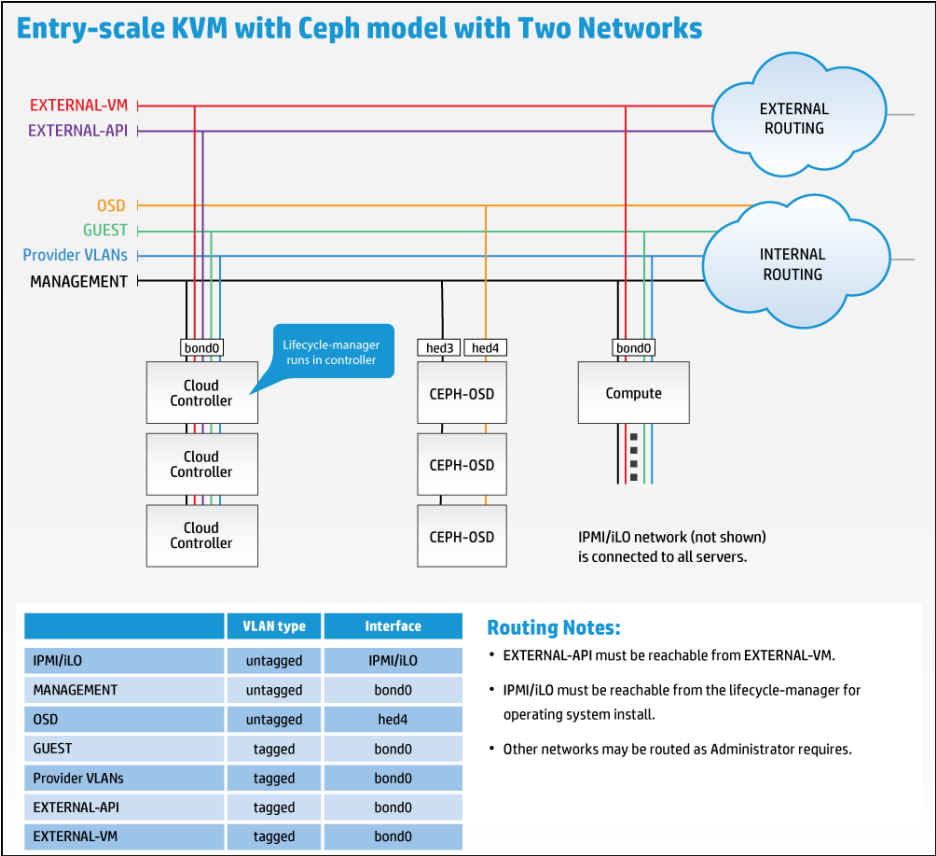 Entry-scale KVM with Ceph model with Two Networks
EXTERNAL-VM
EXTERNAL-API
EXTERNAL
ROUTING
OSD
GUEST
Provider VLANs
MANAGEMENT
INTERNAL
ROUTING
bond0
Lifecycle-manager
runs in controller
hed3
hed4
bond0
Cloud
Controller
CEPH-OSD
Compute
Cloud
Controller
CEPH-OSD
Cloud
Controller
CEPH-OSD
IPMI/iLO network (not shown)
is connected to all servers.
VLAN type Interface
IPMI/iLO untagged IPMI/iLO
MANAGEMENT untagged bond0
OSD untagged hed4
GUEST tagged bond0
Provider VLANs tagged bond0
EXTERNAL-API tagged bond0
EXTERNAL-VM tagged bond0
Routing Notes:
• EXTERNAL-API must be reachable from EXTERNAL-VM.
• IPMI/iLO must be reachable from the lifecycle-manager for
operating system install.
• Other networks may be routed as Administrator requires.